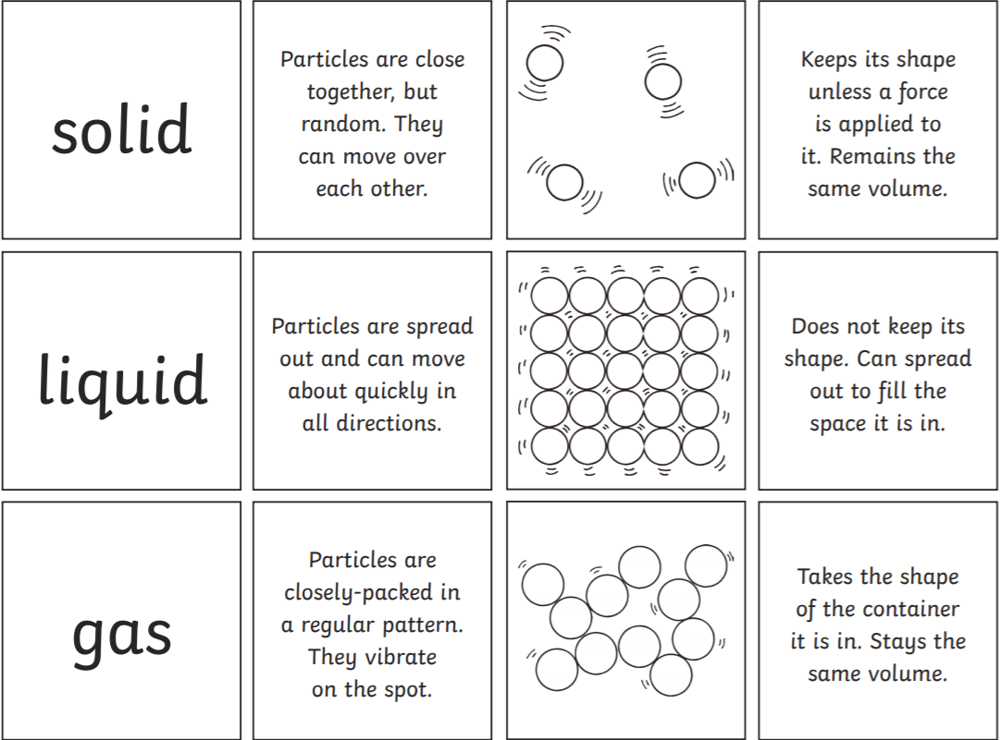 solid
Particles are close
together, but
random. They
can move over
each other.
Keeps its shape
unless a force
is applied to
it. Remains the
same volume.
liquid
Particles are spread
out and can move
about quickly in
all directions.
Does not keep its
shape. Can spread
out to fill the
space it is in.
gas
Particles are
closely-packed in
a regular pattern.
They vibrate
on the spot.
Takes the shape
of the container
it is in. Stays the
same volume.